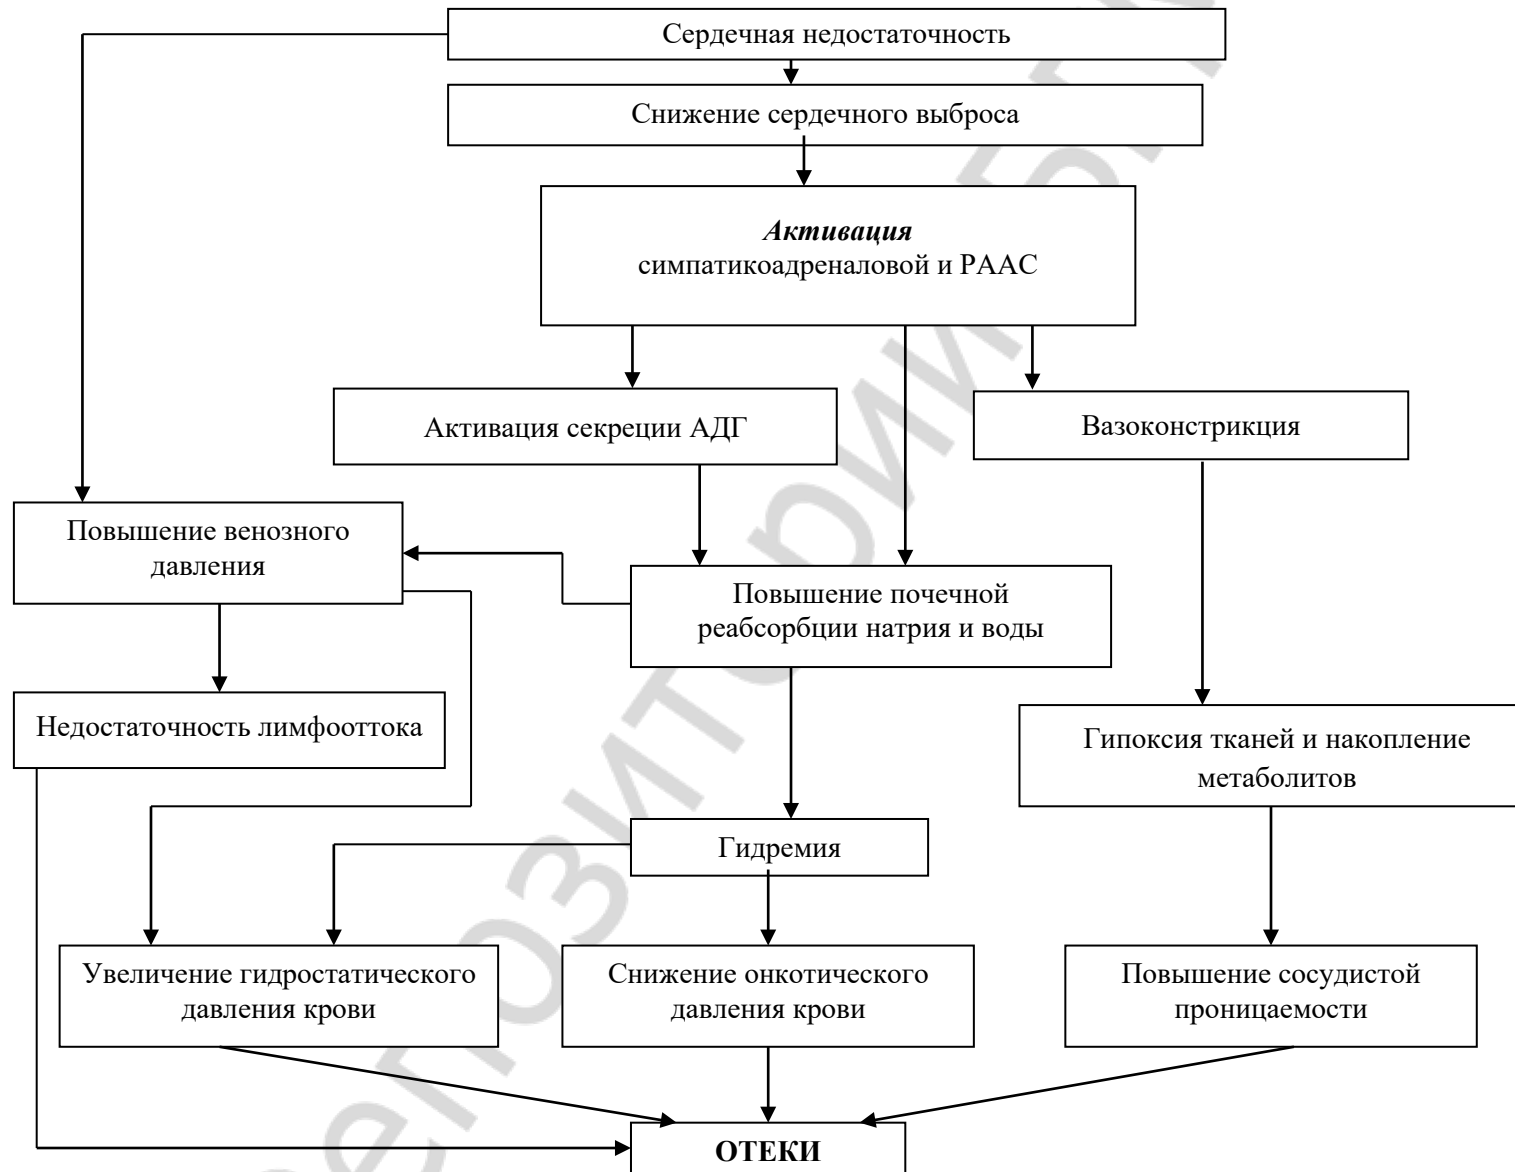 Сердечная недостаточность
Снижение сердечного выброса
Активация
симпатикоадреналовой и РААС
Активация секреции АДГ
Вазоконстрикция
Повышение венозного
давления
Повышение почечной
реабсорбции натрия и воды
Недостаточность лимфооттока
Гипоксия тканей и накопление
метаболитов
Гидремия
Увеличение гидростатического
давления крови
Снижение онкотического
давления крови
Повышение сосудистой
проницаемости
ОТЕКИ